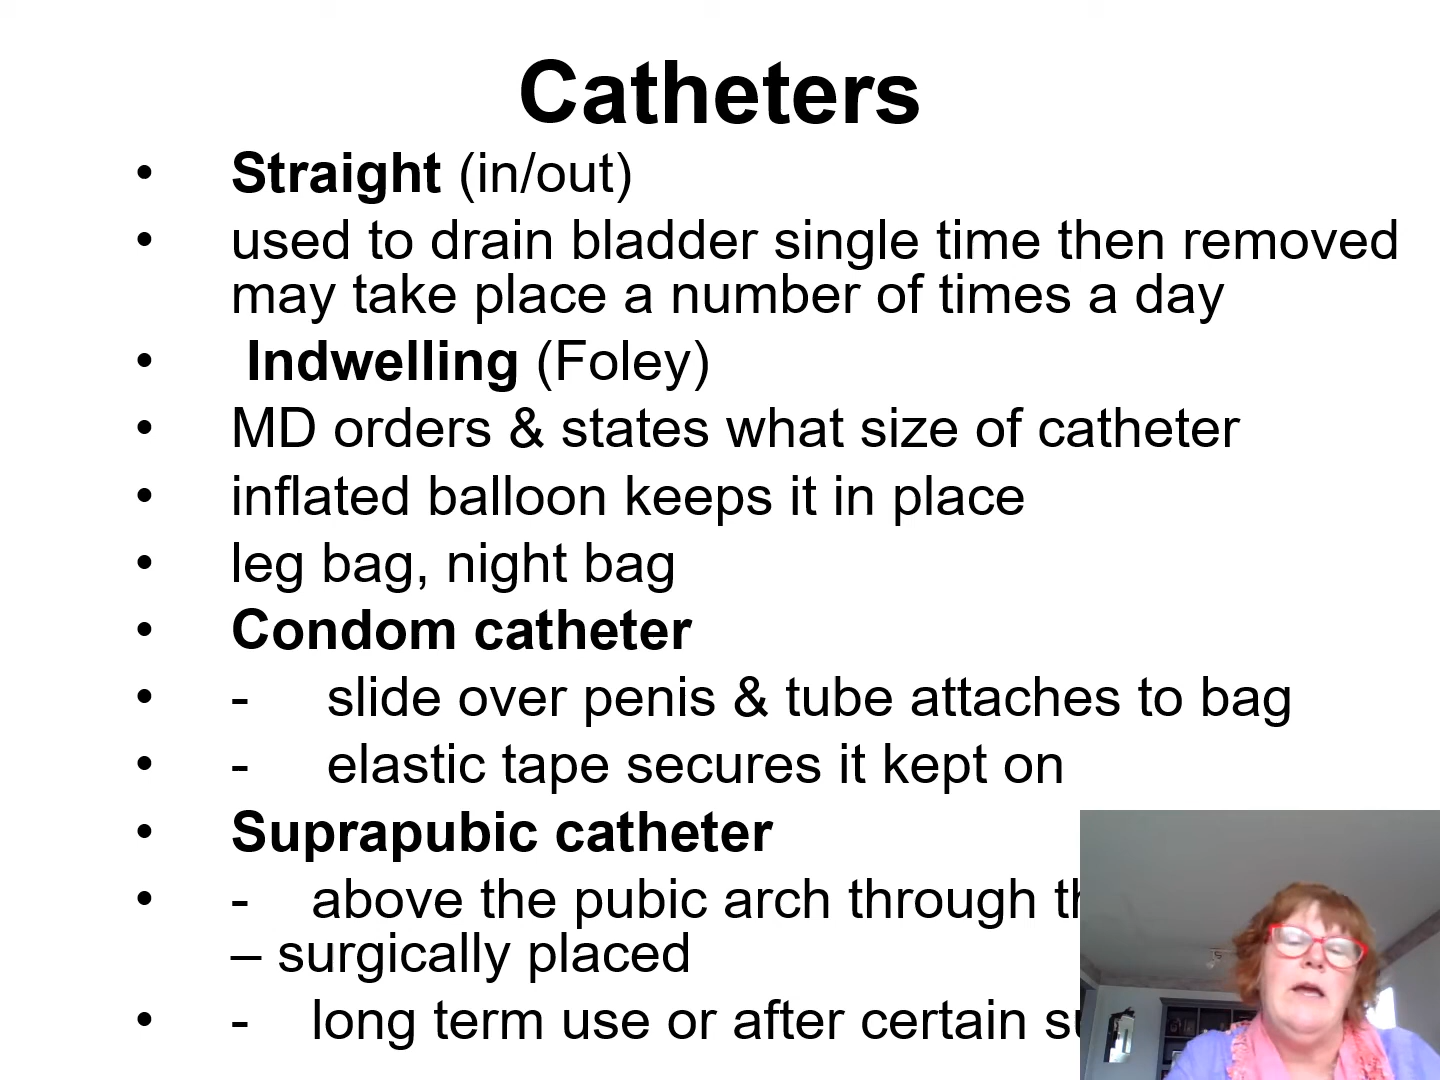 Catheters
• Straight (in/out)
• used to drain bladder single time then removed
may take place a number of times a day
• Indwelling (Foley)
• MD orders & states what size of catheter
• inflated balloon keeps it in place
• leg bag, night bag
• Condom catheter
• - slide over penis & tube attaches to bag
• - elastic tape secures it kept on
• Suprapubic catheter
• - above the pubic arch through
– surgically placed
• - long term use or after certain